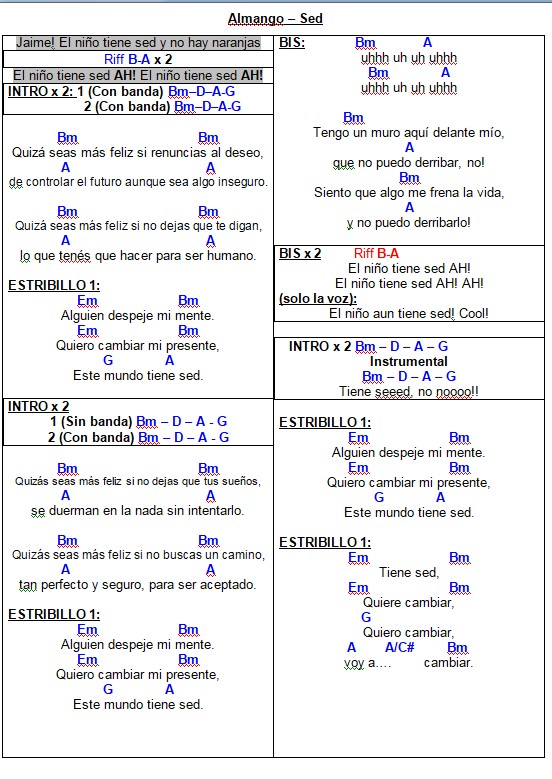 Almango – Sed
Jaime! El niño tiene sed y no hay naranjas
Riff B-A x 2
El niño tiene sed AH! El niño tiene sed AH!
INTRO x 2: 1 (Con banda) Bm–D–A-G
2 (Con banda) Bm–D–A-G
Bm Bm
Quizá seas más feliz si renuncias al deseo,
A A
de controlar el futuro aunque sea algo inseguro.
Bm Bm
Quizá seas más feliz si no dejas que te digan,
A A
lo que tenés que hacer para ser humano.
ESTRIBILLO 1:
Em Bm
Alguien despeje mi mente.
Em Bm
Quiero cambiar mi presente,
G A
Este mundo tiene sed.
INTRO x 2
1 (Sin banda) Bm – D – A - G
2 (Con banda) Bm – D – A - G
Bm Bm
Quizás seas más feliz si no dejas que tus sueños,
A A
se duerman en la nada sin intentarlo.
Bm Bm
Quizás seas más feliz si no buscas un camino,
A A
tan perfecto y seguro, para ser aceptado.
ESTRIBILLO 1:
Em Bm
Alguien despeje mi mente.
Em Bm
Quiero cambiar mi presente,
G A
Este mundo tiene sed.
BIS: Bm A
uhhh uh uh uhhh
Bm A
uhhh uh uh uhhh
Bm
Tengo un muro aquí delante mío,
A
que no puedo derribar, no!
Bm
Siento que algo me frena la vida,
A
y no puedo derribarlo!
BIS x 2 Riff B-A
El niño tiene sed AH!
El niño tiene sed AH! AH!
(solo la voz):
El niño aun tiene sed! Cool!
INTRO x 2 Bm – D – A – G
Instrumental
Bm – D – A – G
Tiene seeed, no noooo!!
ESTRIBILLO 1:
Em Bm
Alguien despeje mi mente.
Em Bm
Quiero cambiar mi presente,
G A
Este mundo tiene sed.
ESTRIBILLO 1:
Em Bm
Tiene sed,
Em Bm
Quiere cambiar,
G
Quiero cambiar,
A A/C# Bm
voy a.... cambiar.